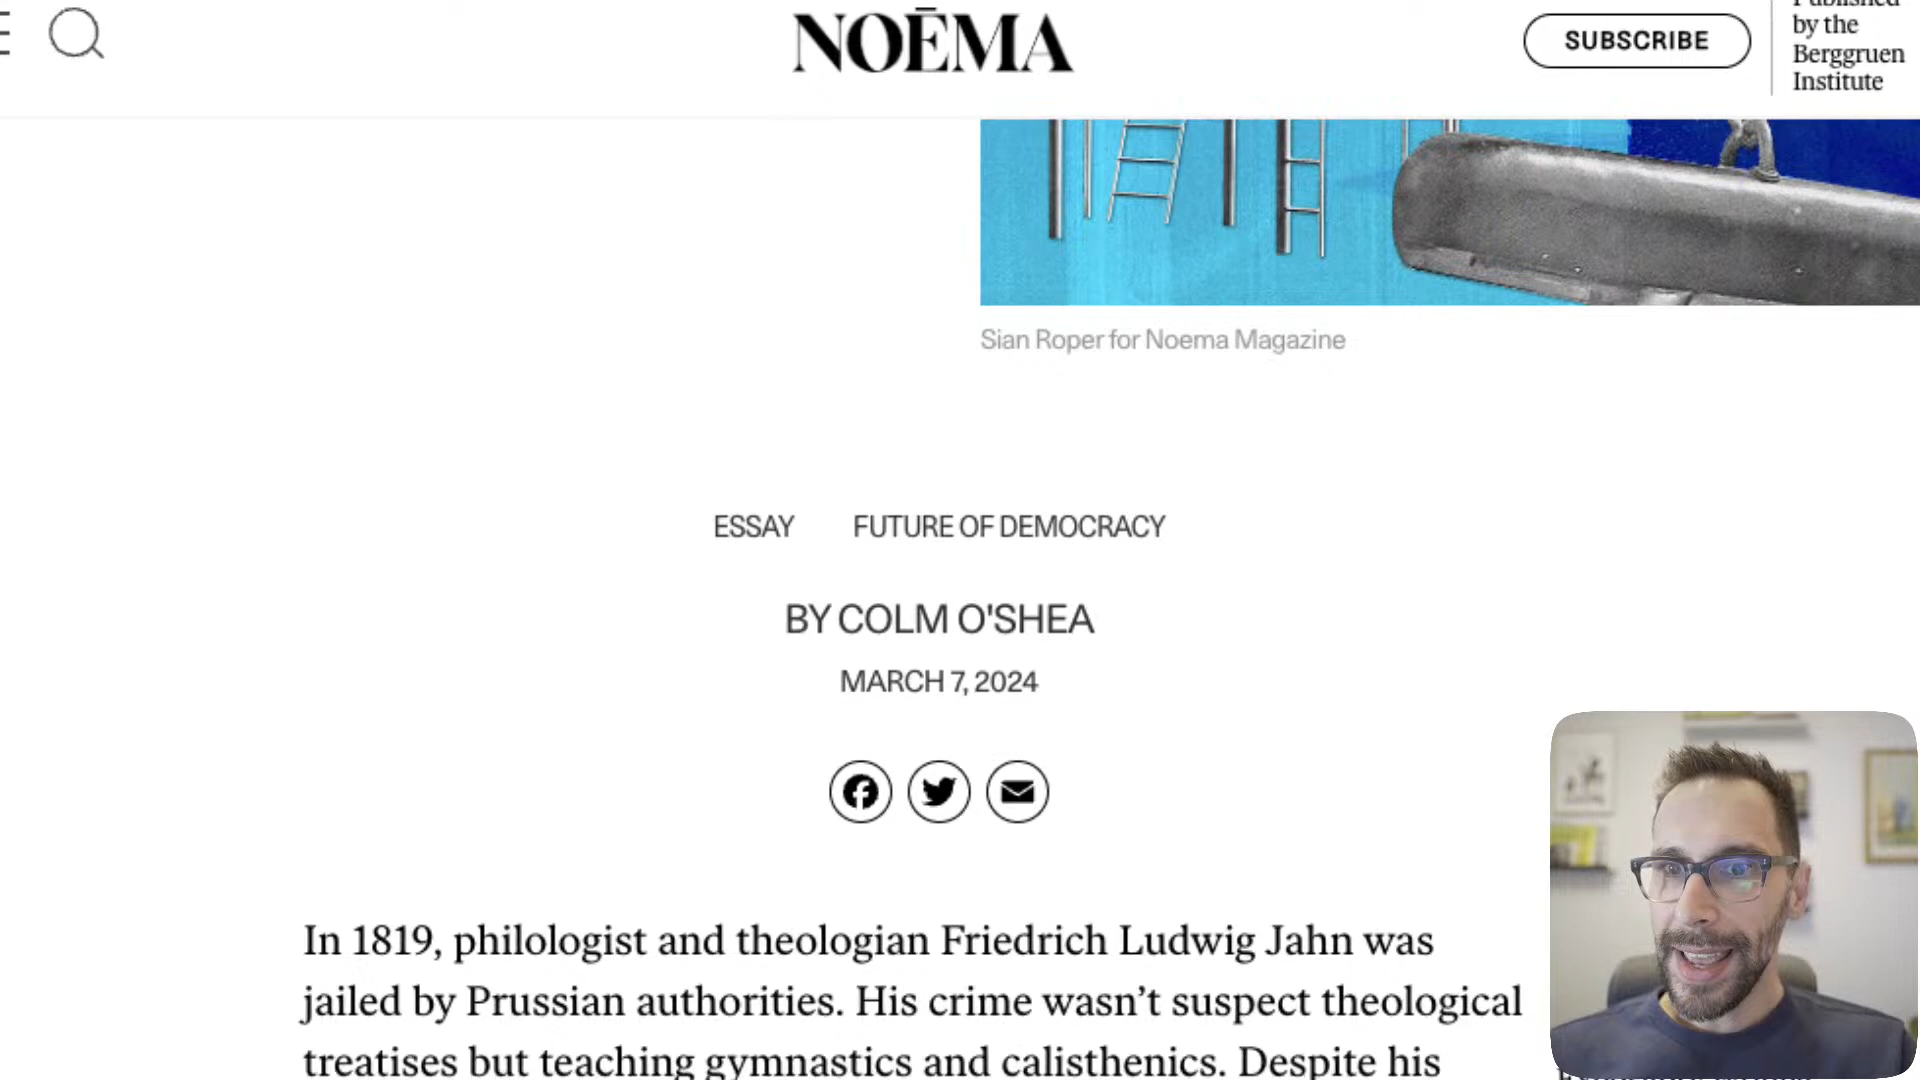 NOĒMA
SUBSCRIBE
by the
Berggruen
Institute
Sian Roper for Noema Magazine
ESSAY FUTURE OF DEMOCRACY
BY COLM O'SHEA
MARCH 7, 2024
In 1819, philologist and theologian Friedrich Ludwig Jahn was
jailed by Prussian authorities. His crime wasn’t suspect theological
treatises but teaching gymnastics and calisthenics. Despite his